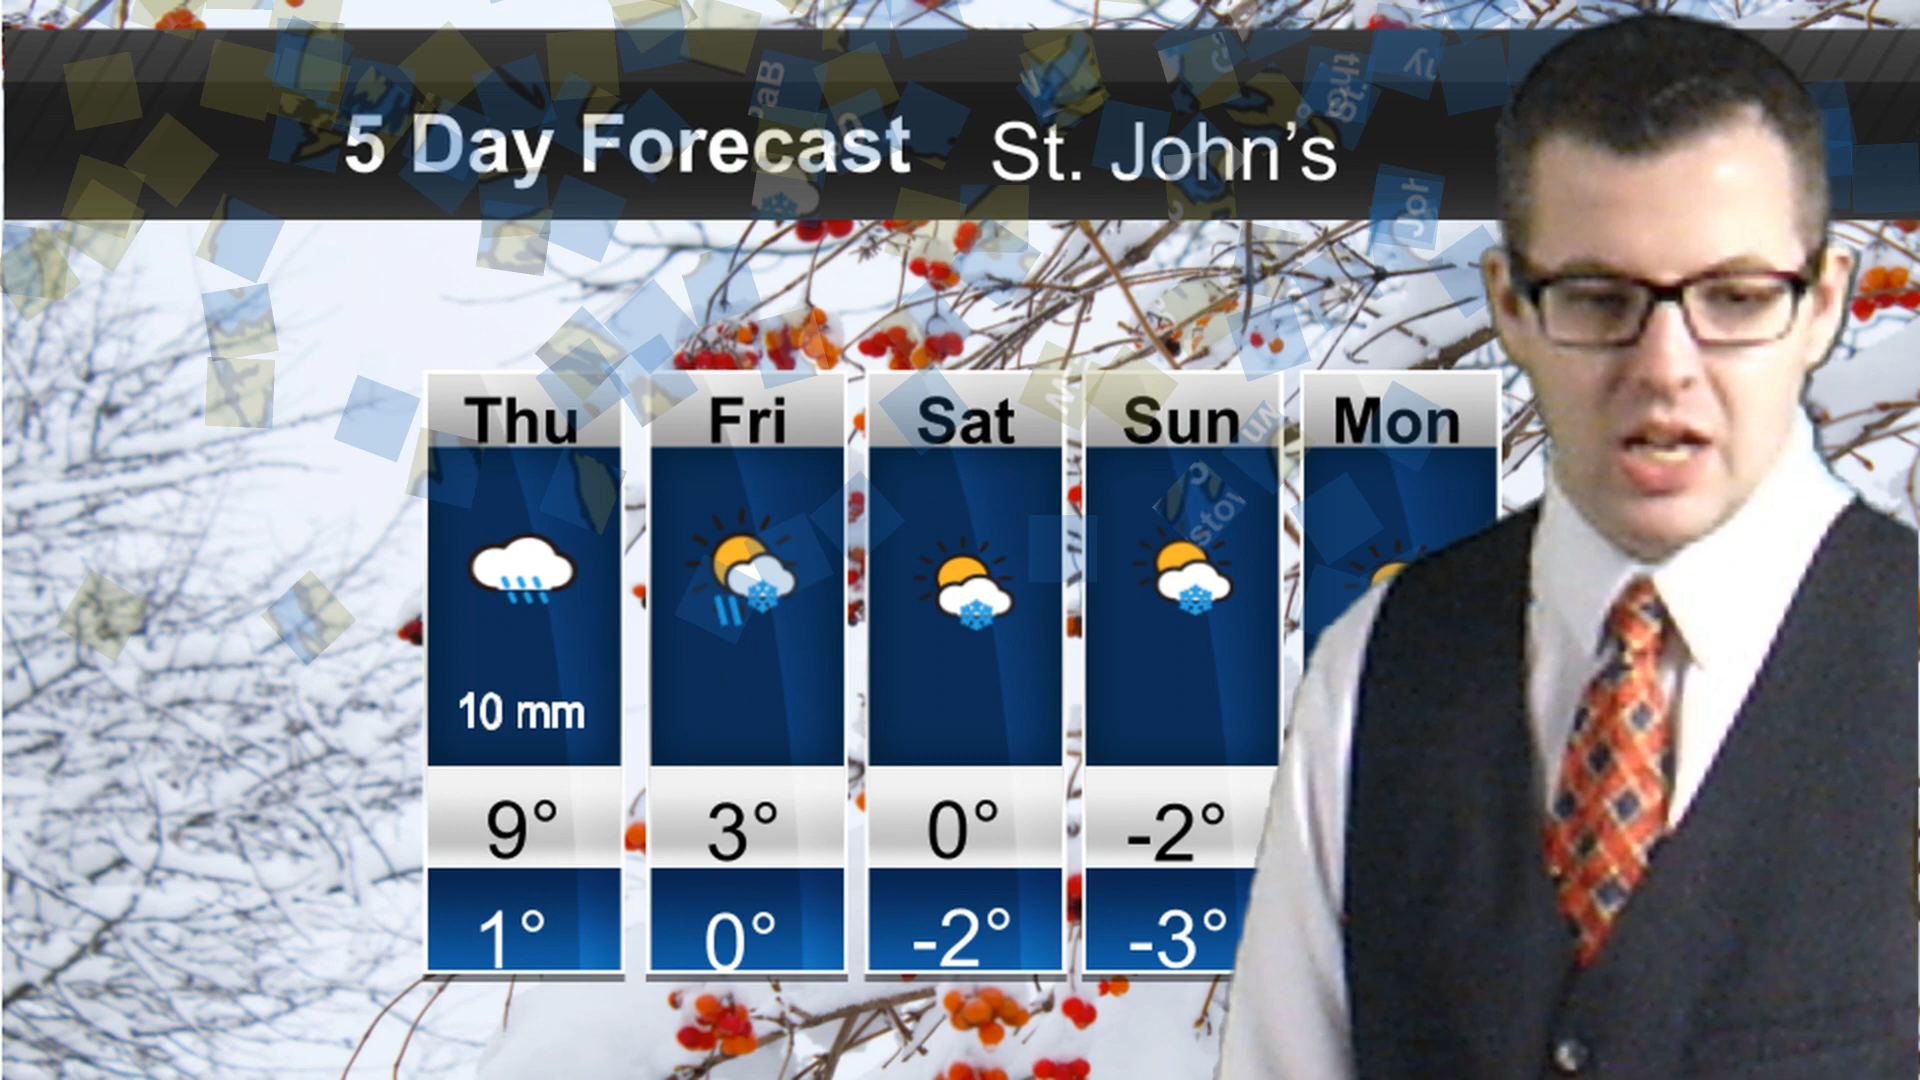 5 Day Forecast St. John's
Thu Fri Sat Sun Mon
10 mm
9° 3° 0° -2°
1° 0° -2° -3°